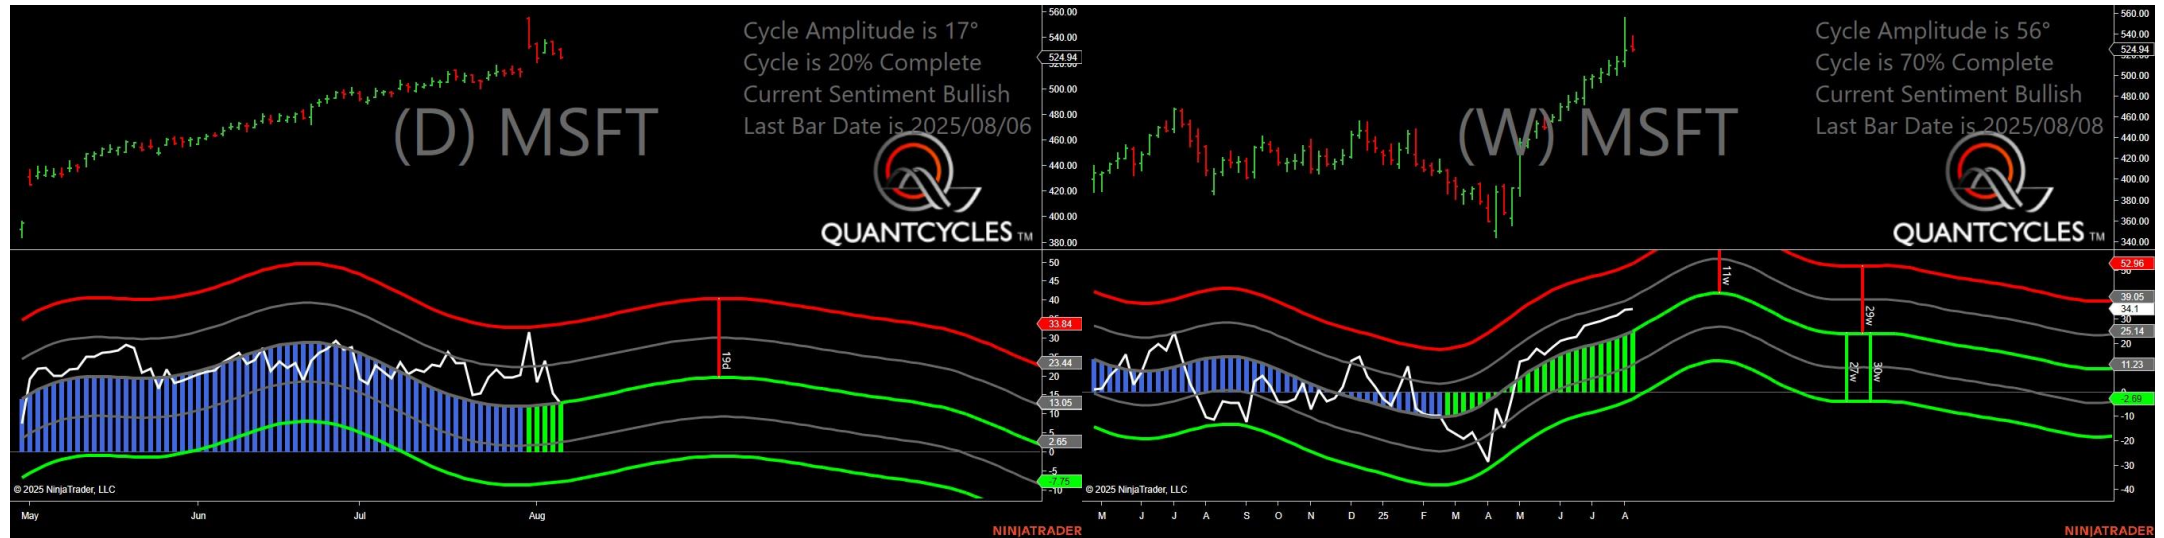 Cycle Amplitude is 17°
Cycle is 20% Complete
Current Sentiment Bullish
Last Bar Date is 2025/08/06
(D) MSFT
QUANTCYCLES TM
560.00
540.00
524.94
500.00
480.00
460.00
440.00
420.00
400.00
380.00
50
45
40
33.84
30
23.44
20
15
13.05
10
5
2.65
0
-5
-7.75
-10
19d
© 2025 NinjaTrader, LLC
May Jun Jul Aug
NINJATRADER
Cycle Amplitude is 56°
Cycle is 70% Complete
Current Sentiment Bullish
Last Bar Date is 2025/08/08
(W) MSFT
QUANTCYCLES TM
560.00
540.00
524.94
500.00
480.00
460.00
440.00
420.00
400.00
380.00
360.00
340.00
52.96
39.05
34.1
30
25.14
20
11.23
0
-2.69
-10
-20
-30
-40
11w
29w
27w
30w
© 2025 NinjaTrader, LLC
M J J A S O N D 25 F M A M J J A
NINJATRADER